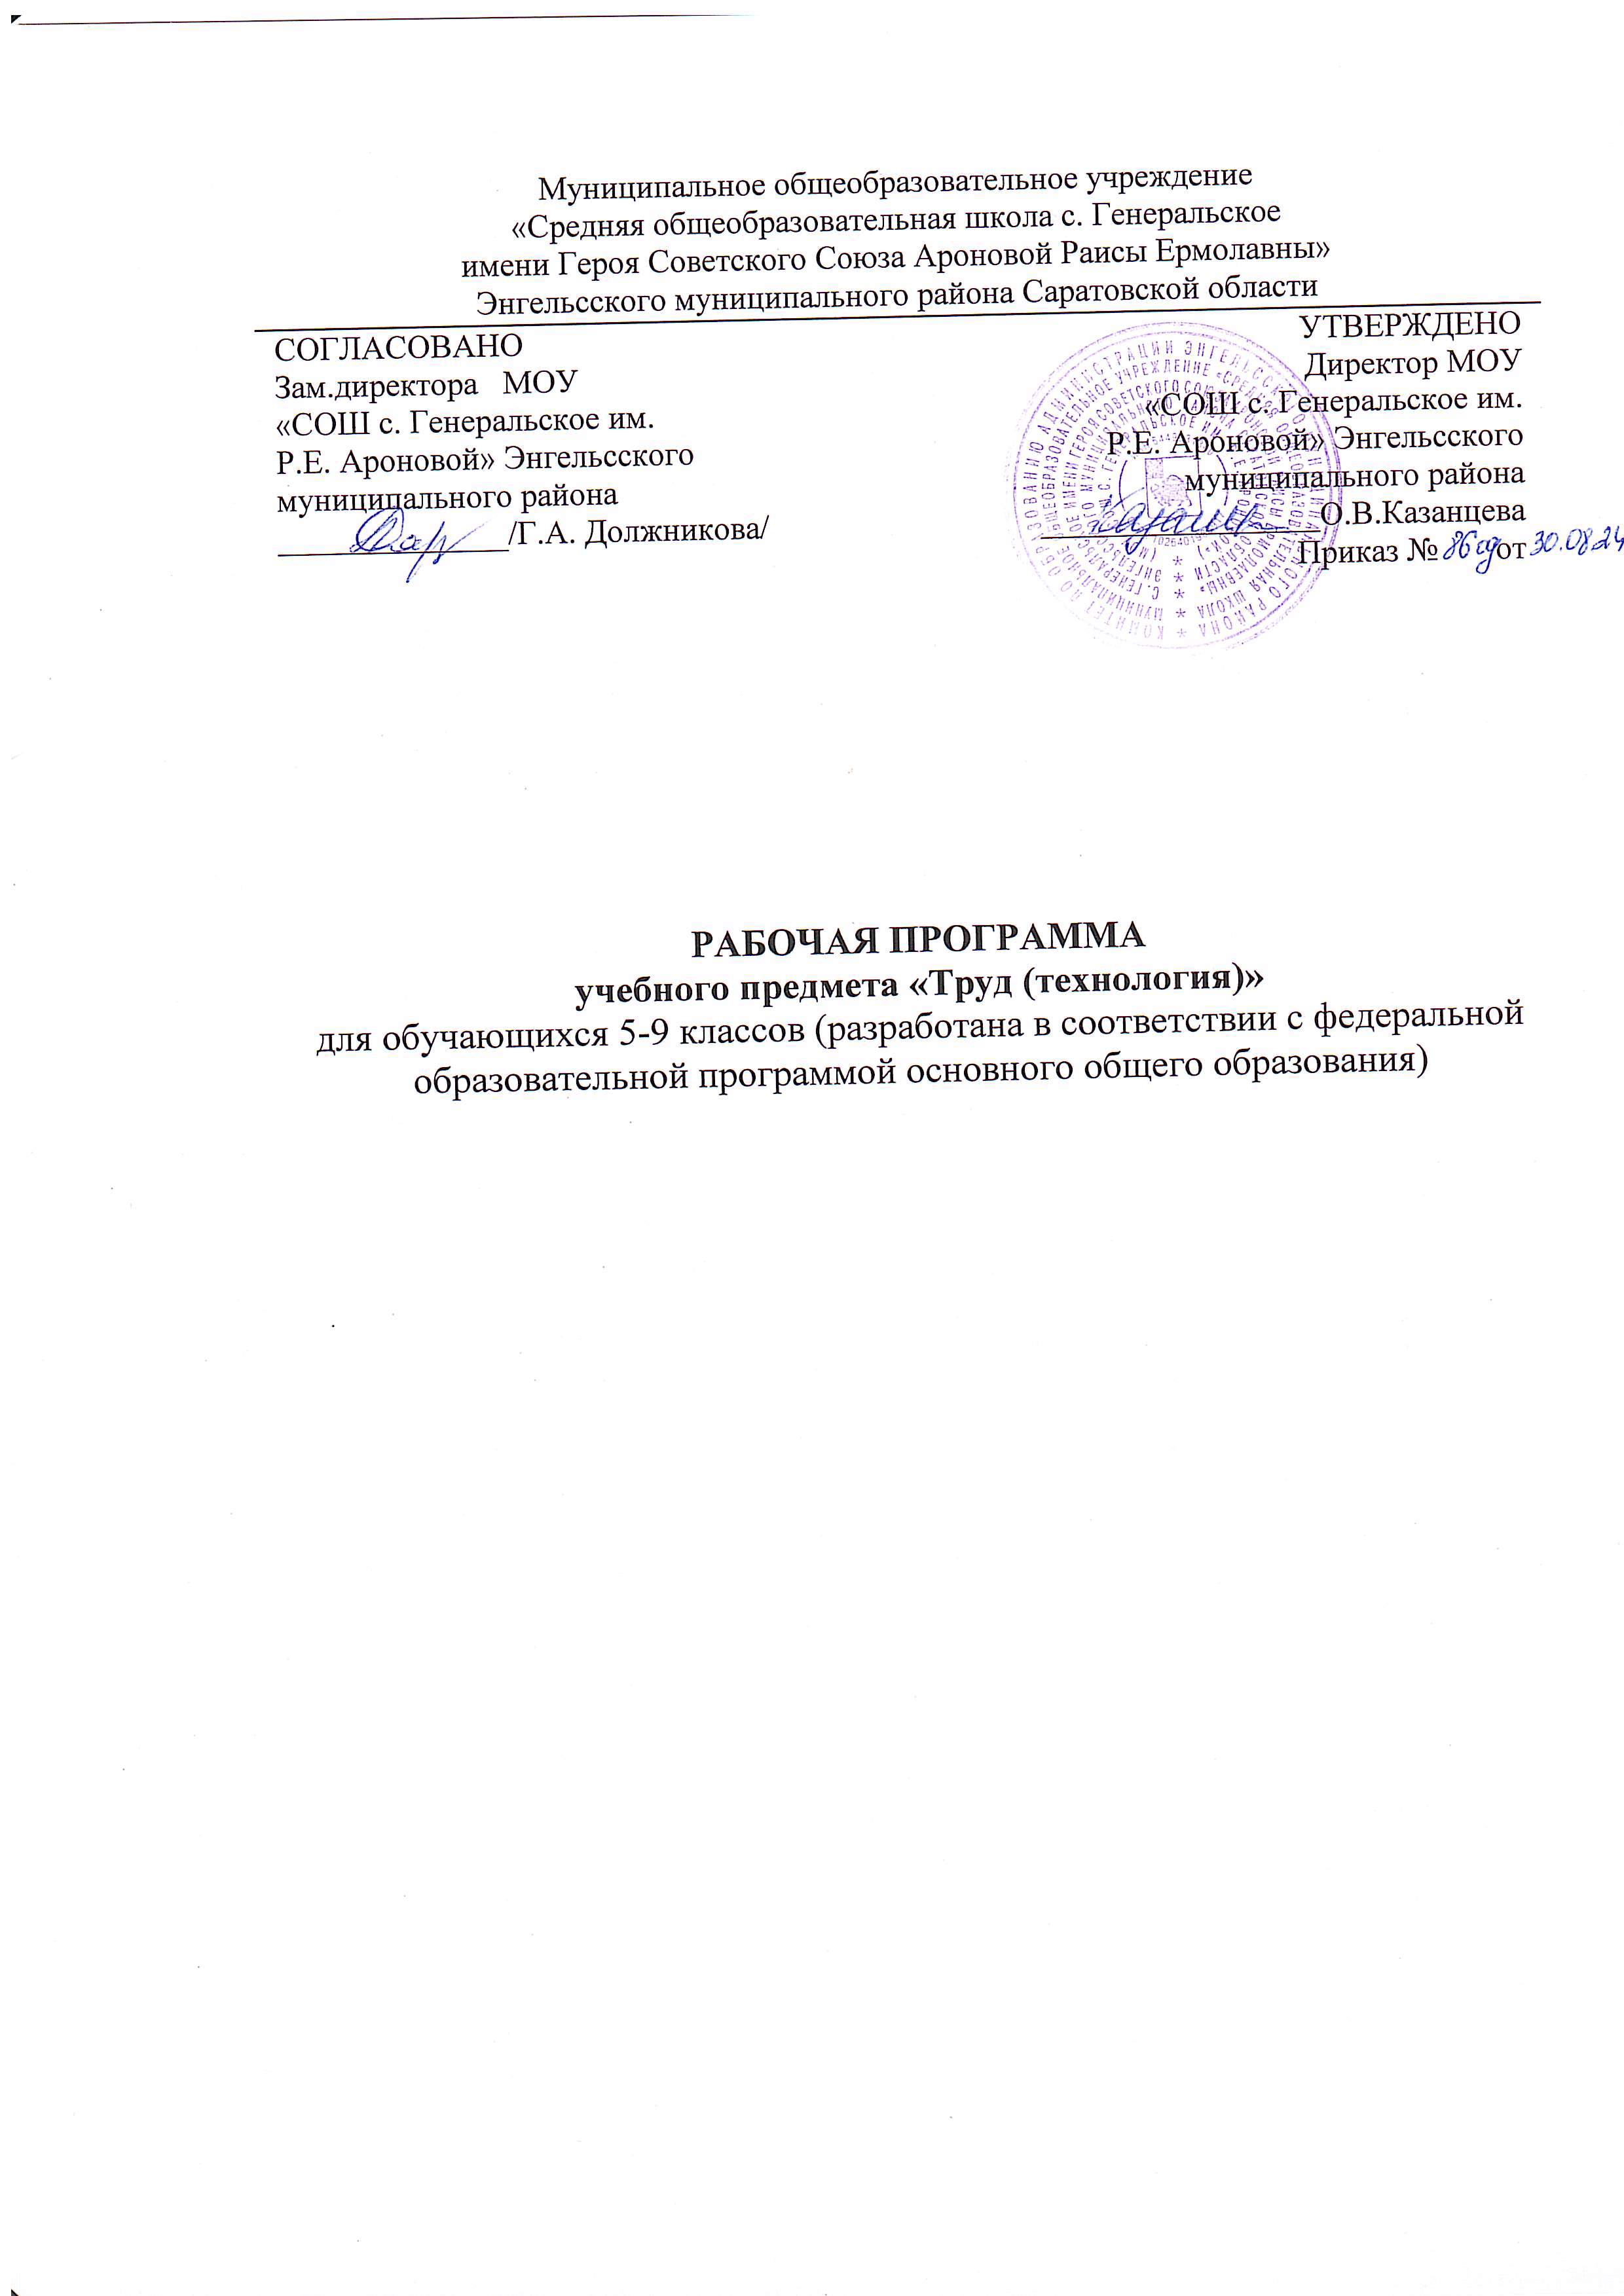 Муниципальное общеобразовательное учреждение
«Средняя общеобразовательная школа с. Генеральское
имени Героя Советского Союза Ароновой Раисы Ермолавны»
Энгельсского муниципального района Саратовской области
СОГЛАСОВАНО
Зам.директора МОУ
«СОШ с. Генеральское им.
Р.Е. Ароновой» Энгельсского
муниципального района
/Г.А. Должникова/
УТВЕРЖДЕНО
Директор МОУ
«СОШ с. Генеральское им.
Р.Е. Ароновой» Энгельсского
муниципального района
О.В.Казанцева
Приказ № 86од от 30.08.24
РАБОЧАЯ ПРОГРАММА
учебного предмета «Труд (технология)»
для обучающихся 5-9 классов (разработана в соответствии с федеральной
образовательной программой основного общего образования)